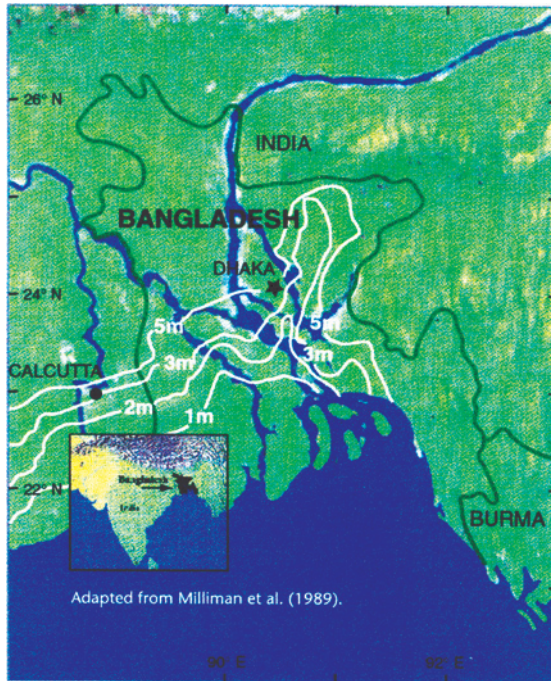 26° N
INDIA
BANGLADESH
DHAKA
24° N
5m
5m
3m
3m
CALCUTTA
2m
1m
Bangladesh
India
22° N
BURMA
Adapted from Milliman et al. (1989).
90° E
92° E